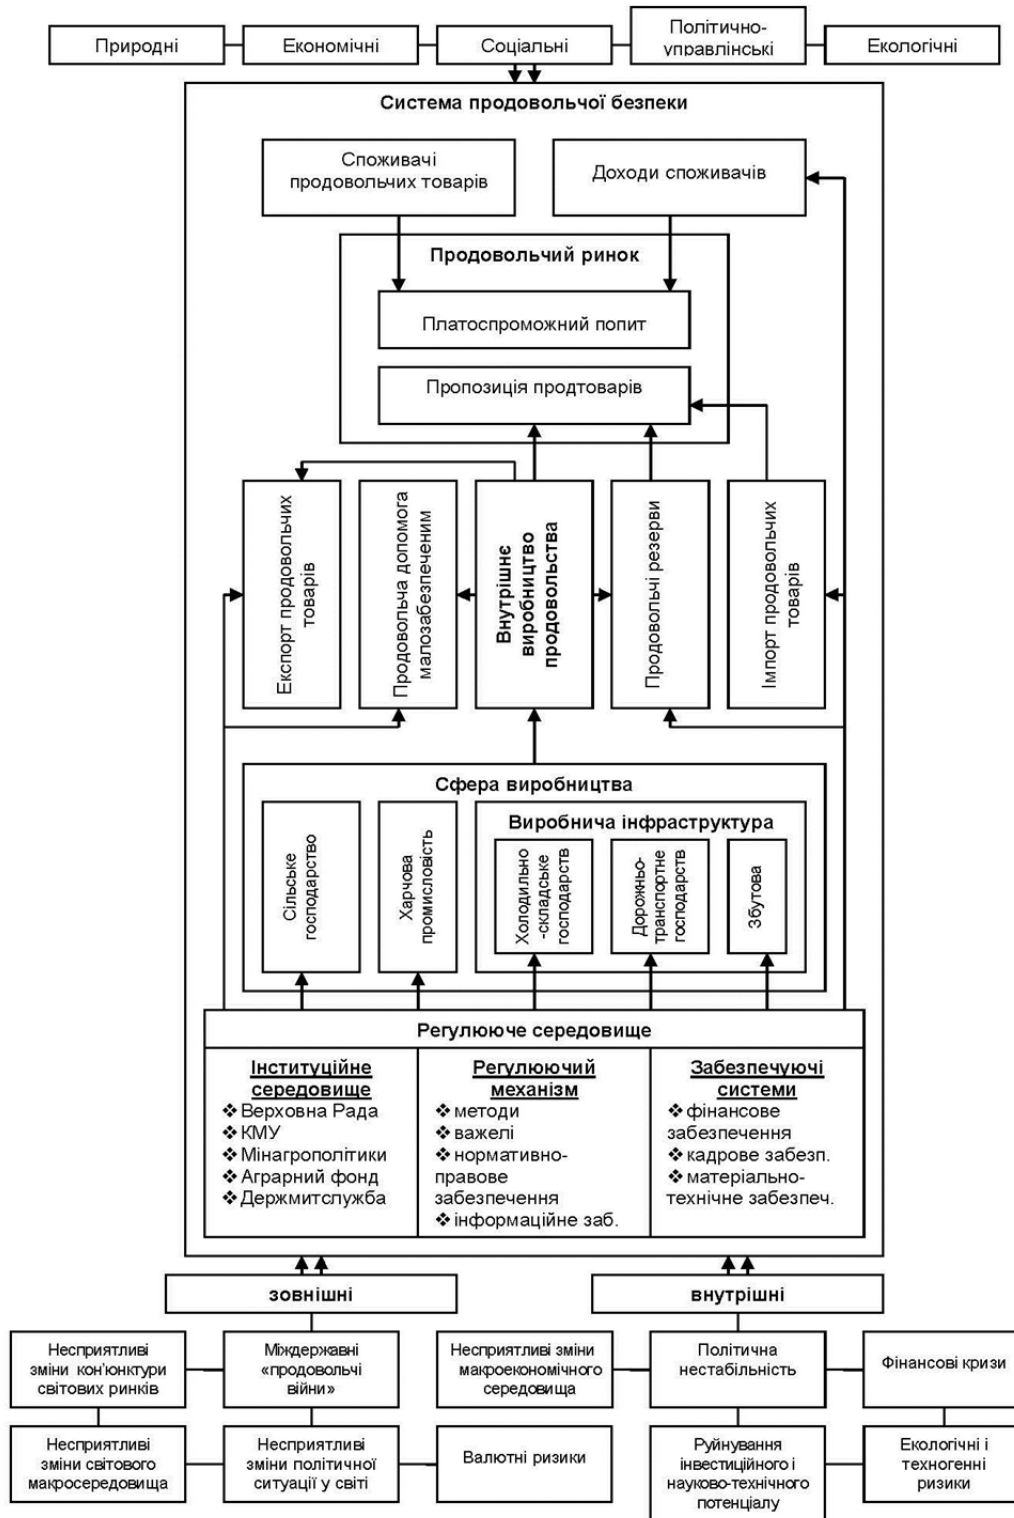 Природні
Економічні
Соціальні
Політично-
управлінські
Екологічні
Система продовольчої безпеки
Споживачі
продовольчих товарів
Доходи споживачів
Продовольчий ринок
Платоспроможний попит
Пропозиція продтоварів
Експорт продовольчих
товарів
Продовольча допомога
малозабезпеченим
Внутрішнє
виробництво
продовольства
Продовольчі резерви
Імпорт продовольчих
товарів
Сфера виробництва
Сільське
господарство
Харчова
промисловість
Виробнича інфраструктура
Холодильно
-складське
господарств
Дорожньо-
транспортне
господарств
Збутова
Регулююче середовище
Інституційне
середовище
❖ Верховна Рада
❖ КМУ
❖ Мінагрополітики
❖ Аграрний фонд
❖ Держмитслужба
Регулюючий
механізм
❖ методи
❖ важелі
❖ нормативно-
правове
забезпечення
❖ інформаційне заб.
Забезпечуючі
системи
❖ фінансове
забезпечення
❖ кадрове забезп.
❖ матеріально-
технічне забезпеч.
зовнішні
внутрішні
Несприятливі
зміни кон'юнктури
світових ринків
Міждержавні
«продовольчі
війни»
Несприятливі зміни
макроекономічного
середовища
Політична
нестабільність
Фінансові кризи
Несприятливі
зміни світового
макросередовища
Несприятливі
зміни політичної
ситуації у світі
Валютні ризики
Руйнування
інвестиційного і
науково-технічного
потенціалу
Екологічні і
техногенні
ризики